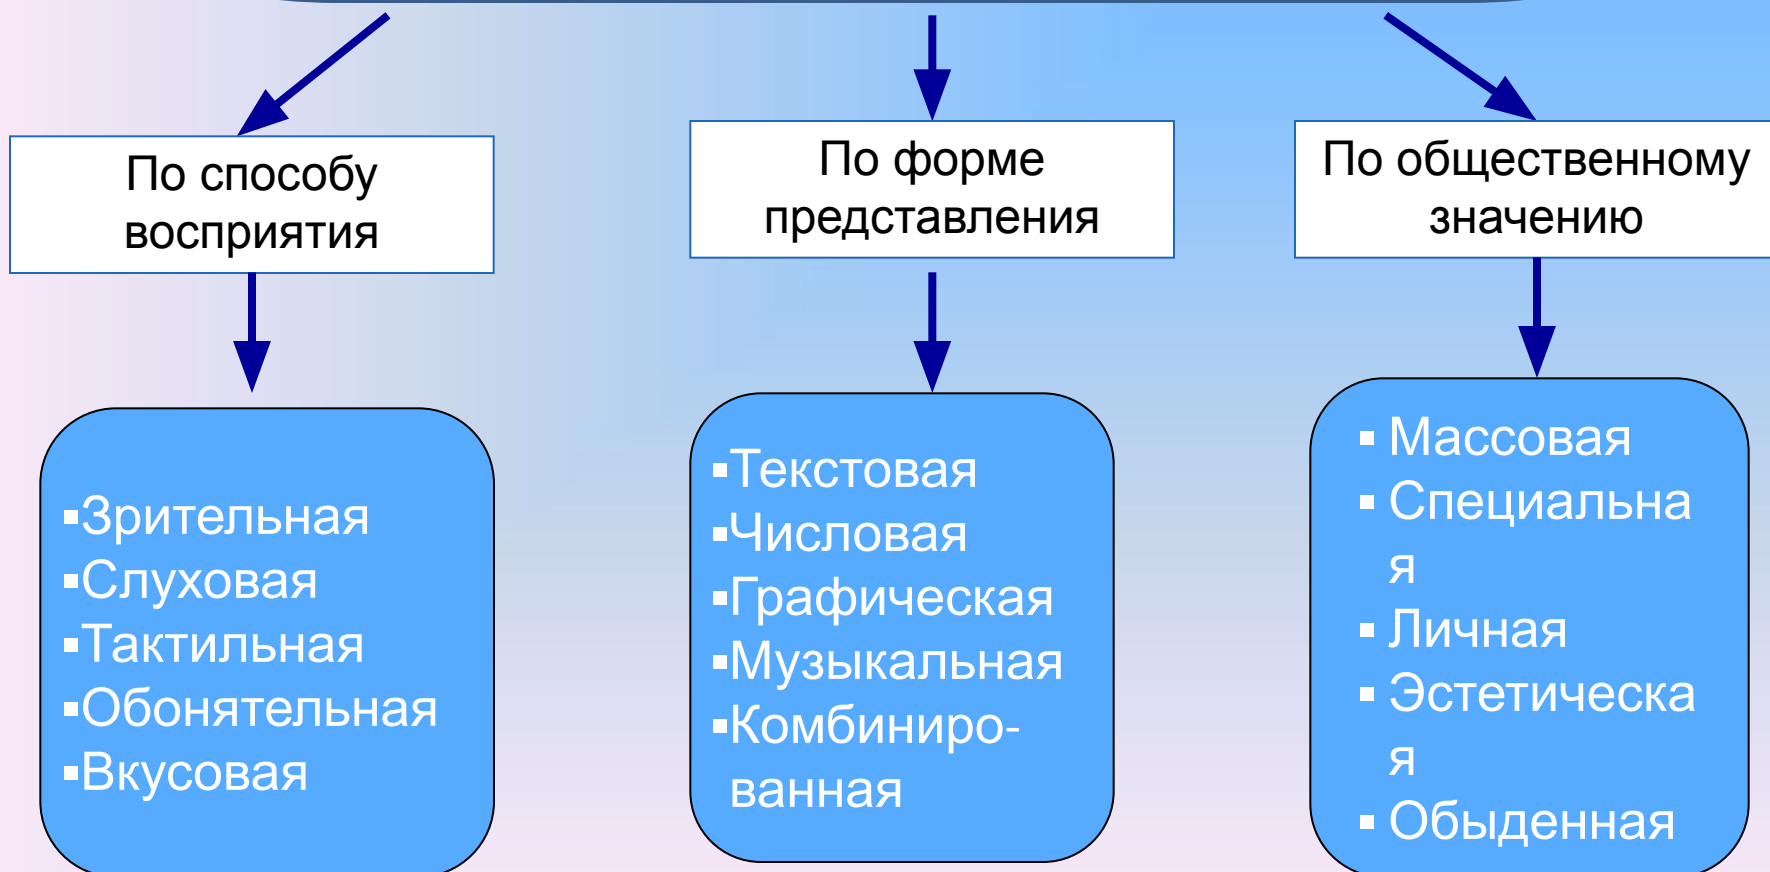 По способу
восприятия
По форме
представления
По общественному
значению
▪Зрительная
▪Слуховая
▪Тактильная
▪Обонятельная
▪Вкусовая
▪Текстовая
▪Числовая
▪Графическая
▪Музыкальная
▪Комбиниро-
ванная
▪ Массовая
▪ Специальна
я
▪ Личная
▪ Эстетическа
я
▪ Обыденная